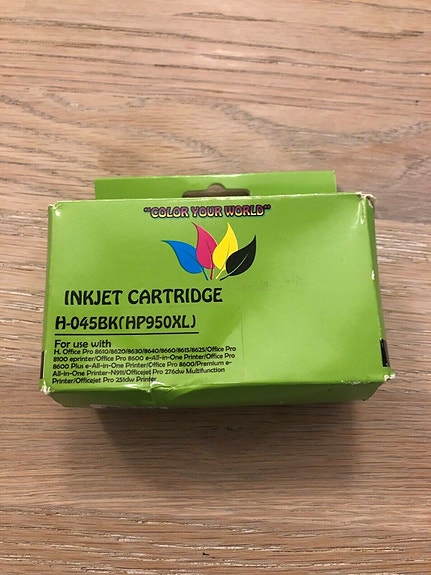 "COLOR YOUR WORLD"
INKJET CARTRIDGE
H-045BK(HP950XL)
For use with
H. Office Pro 8610/8620/8630/8640/8660/8615/8625/Office Pro
8100 eprinter/Office Pro 8600 e-All-in-One Printer/Office Pro
8600 Plus e-All-in-One Printer/Office Pro 8600/Premium e-
All-in-One Printer-N911/Officejet Pro 276dw Multifunction
Printer/Officejet Pro 251dw Printer